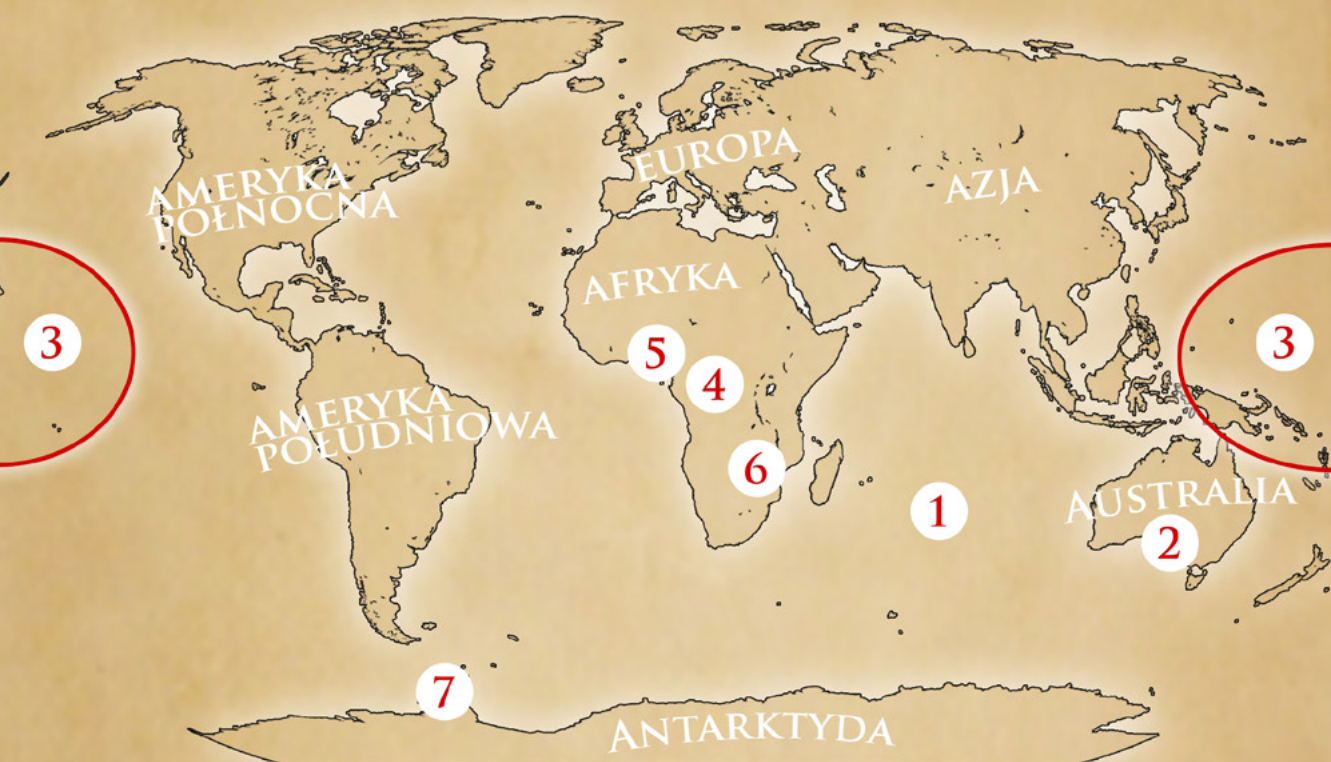 EUROPA
AZJA
AMERYKA
PÓŁNOCNA
AFRYKA
3
3
5
4
AMERYKA
POŁUDNIOWA
6
1
AUSTRALIA
2
7
ANTARKTYDA